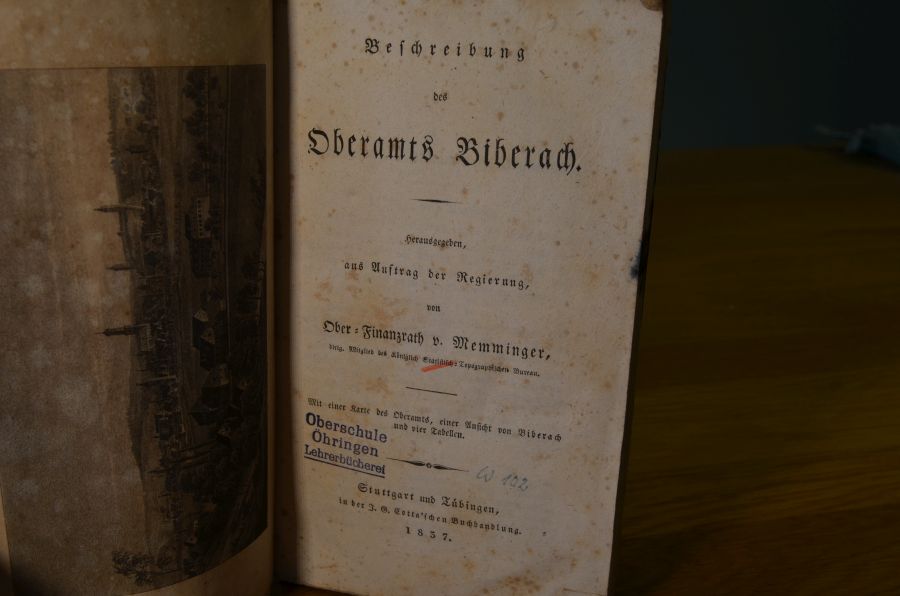 Beschreibung
des
Oberamts Biberach.
Herausgegeben,
aus Auftrag der Regierung,
von
Ober-Finanzrath v. Memminger,
dirig. Mitglied des Königlich Statistisch-Topographischen Bureau.
Mit einer Karte des Oberamts, einer Ansicht von Biberach
und vier Tabellen.
Oberschule
Öhringen
Lehrerbücherei
W 102
Stuttgart und Tübingen,
in der J. G. Cotta'schen Buchhandlung.
1837.